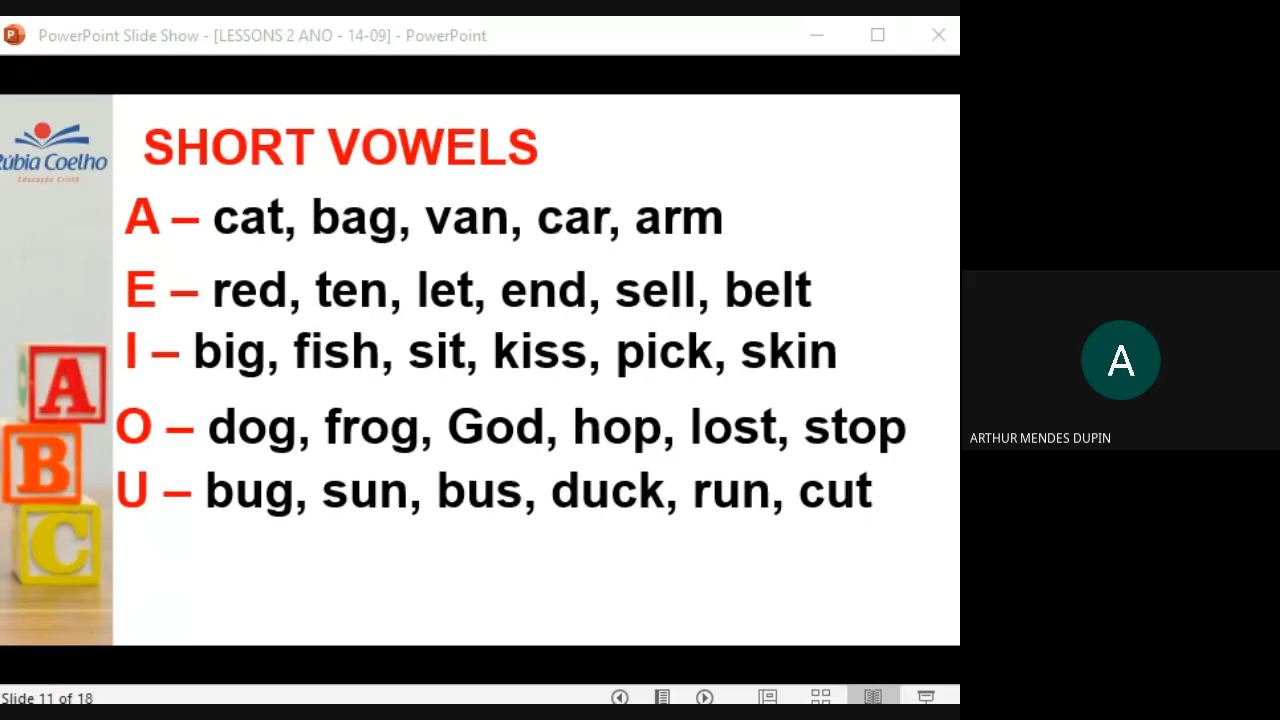 PowerPoint Slide Show - [LESSONS 2 ANO - 14-09] - PowerPoint
Rúbia Coelho
Educação Cristã
SHORT VOWELS
A – cat, bag, van, car, arm
E – red, ten, let, end, sell, belt
I – big, fish, sit, kiss, pick, skin
O – dog, frog, God, hop, lost, stop
U – bug, sun, bus, duck, run, cut
A
B
C
A
ARTHUR MENDES DUPIN
Slide 11 of 18